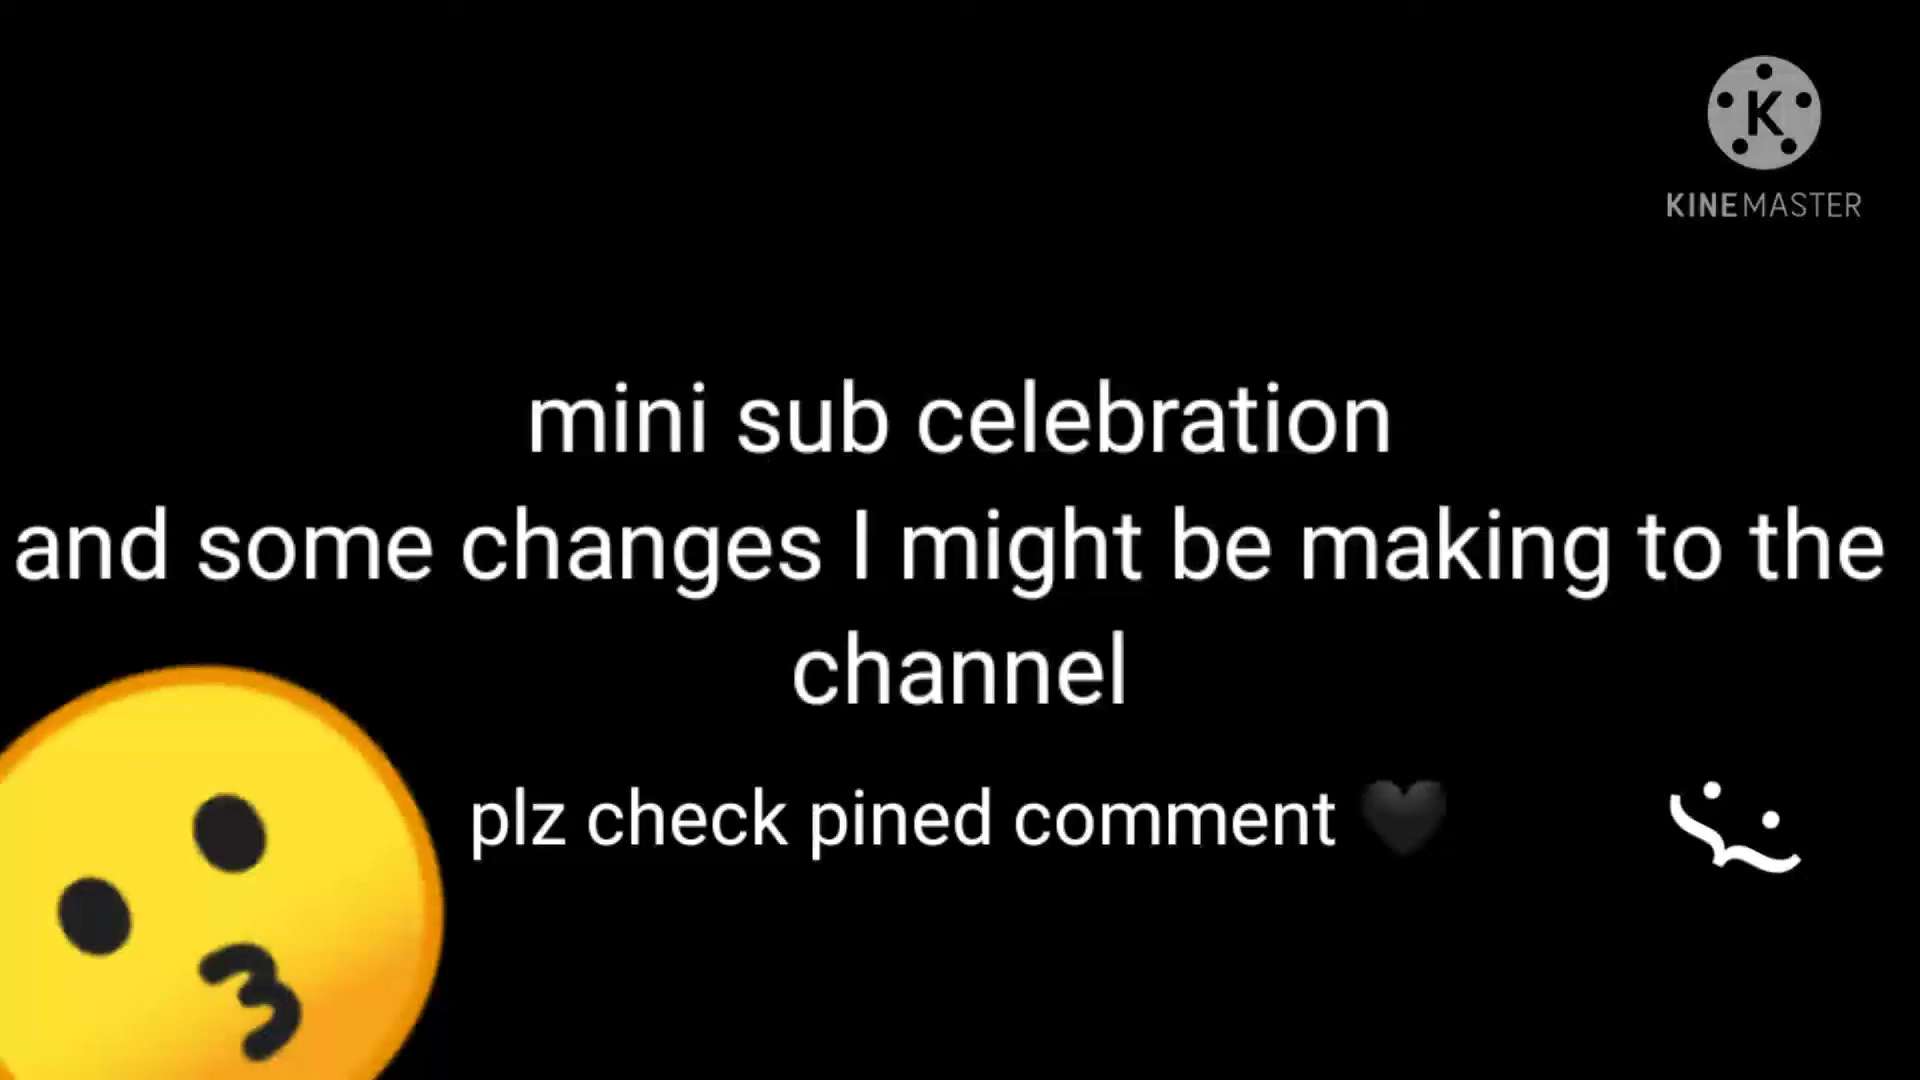 K
KINEMASTER
mini sub celebration
and some changes I might be making to the
channel
plz check pined comment 🖤
:{,